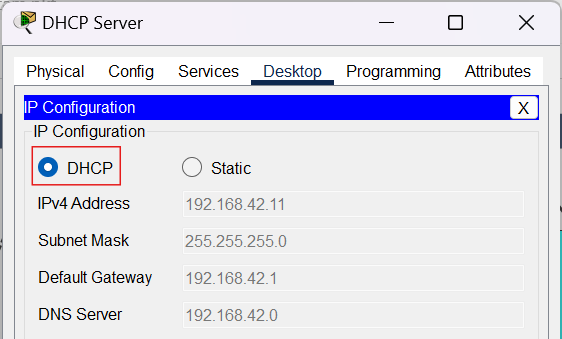 DHCP Server
Physical Config Services Desktop Programming Attributes
IP Configuration X
IP Configuration
DHCP Static
IPv4 Address 192.168.42.11
Subnet Mask 255.255.255.0
Default Gateway 192.168.42.1
DNS Server 192.168.42.0